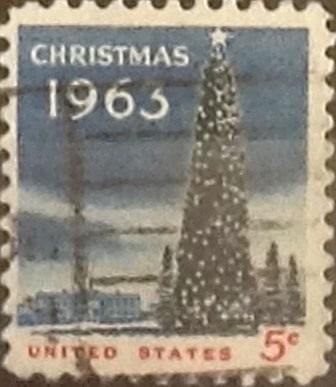 CHRISTMAS
1963
UNITED STATES 5c